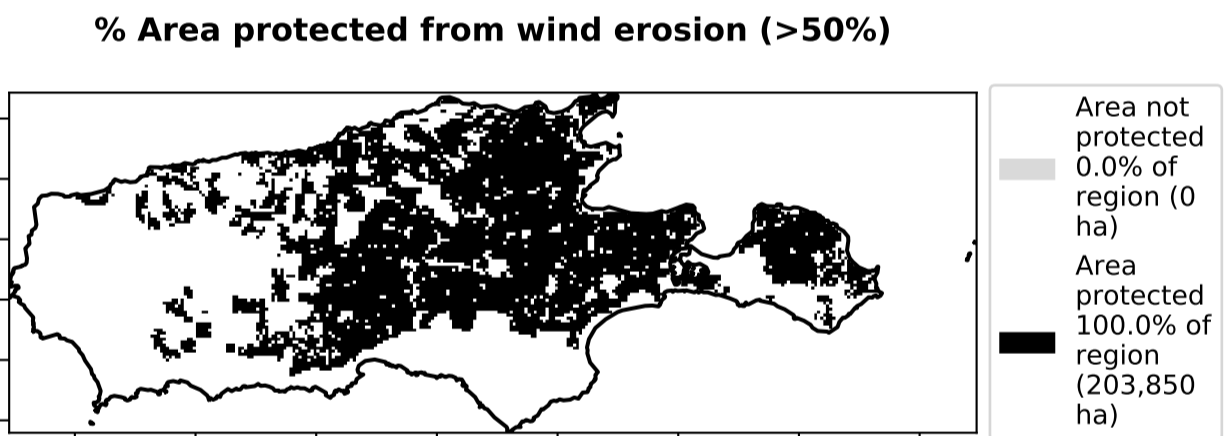 % Area protected from wind erosion (>50%)
Area not
protected
0.0% of
region (0
ha)
Area
protected
100.0% of
region
(203,850
ha)